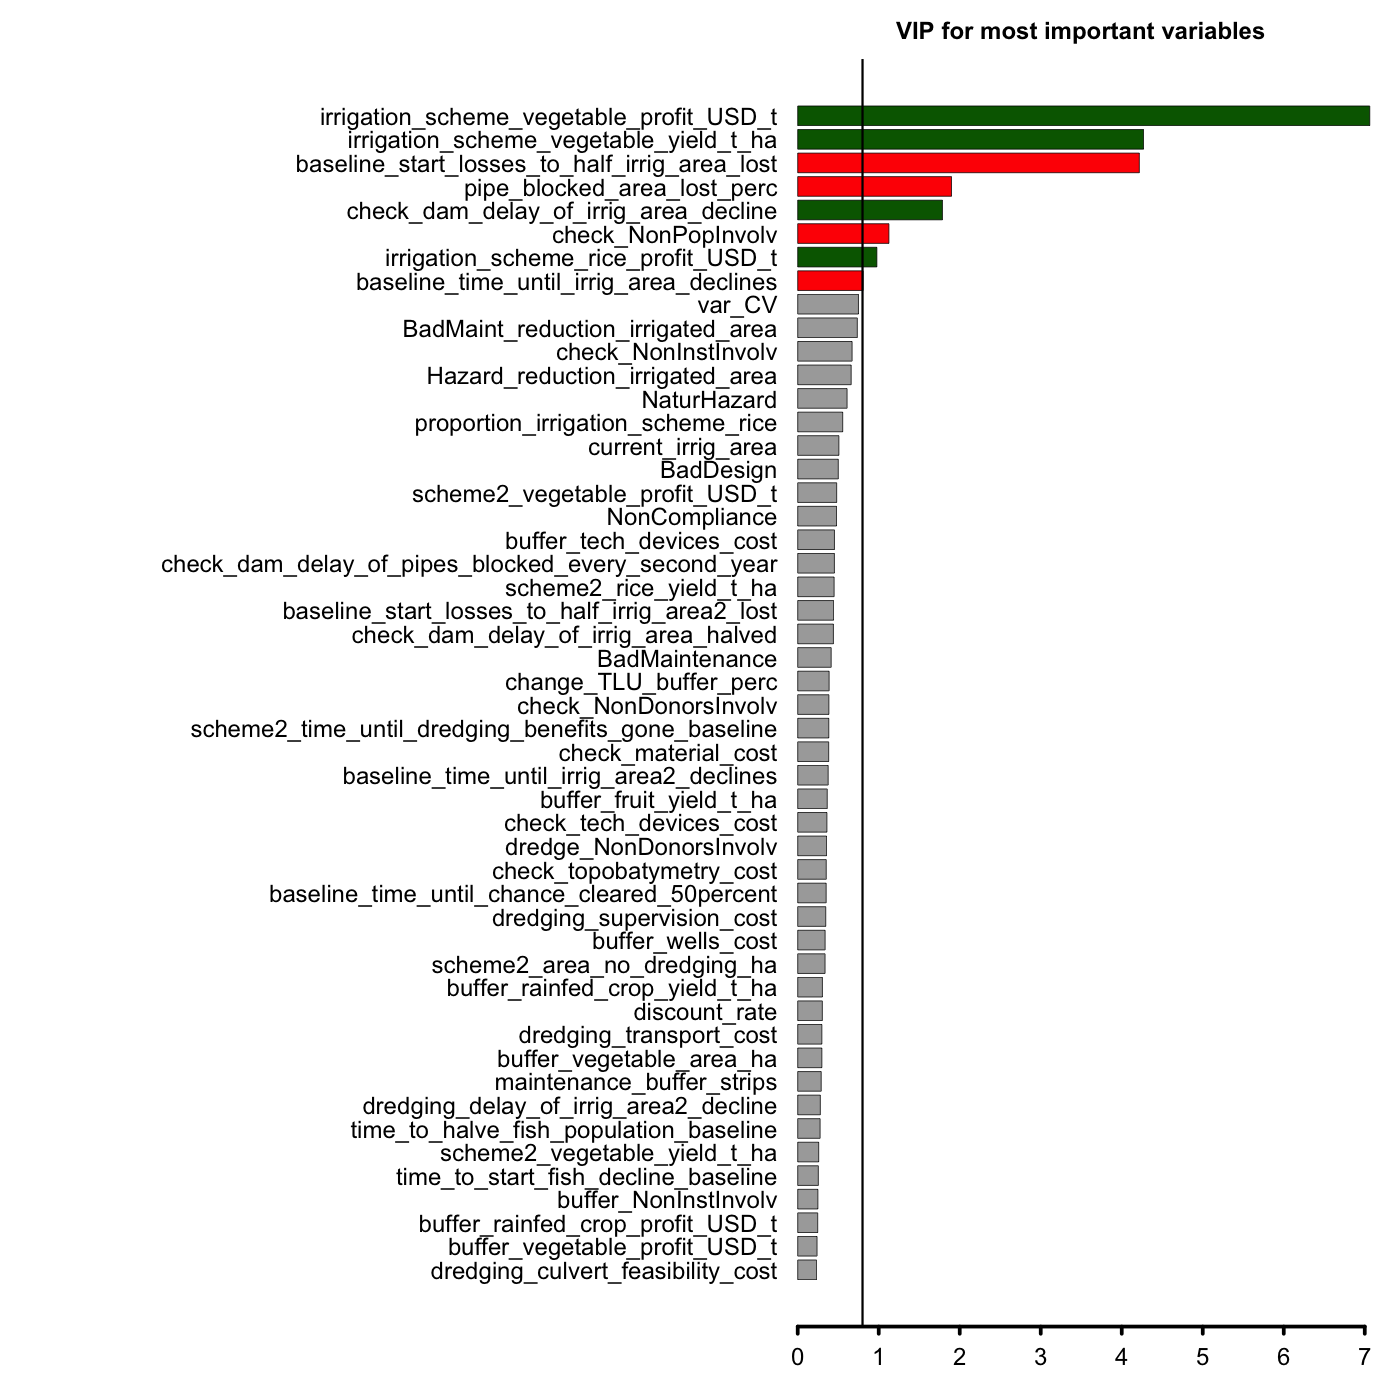 VIP for most important variables
irrigation_scheme_vegetable_profit_USD_t
irrigation_scheme_vegetable_yield_t_ha
baseline_start_losses_to_half_irrig_area_lost
pipe_blocked_area_lost_perc
check_dam_delay_of_irrig_area_decline
check_NonPopInvolv
irrigation_scheme_rice_profit_USD_t
baseline_time_until_irrig_area_declines
var_CV
BadMaint_reduction_irrigated_area
check_NonInstInvolv
Hazard_reduction_irrigated_area
NaturHazard
proportion_irrigation_scheme_rice
current_irrig_area
BadDesign
scheme2_vegetable_profit_USD_t
NonCompliance
buffer_tech_devices_cost
check_dam_delay_of_pipes_blocked_every_second_year
scheme2_rice_yield_t_ha
baseline_start_losses_to_half_irrig_area2_lost
check_dam_delay_of_irrig_area_halved
BadMaintenance
change_TLU_buffer_perc
check_NonDonorsInvolv
scheme2_time_until_dredging_benefits_gone_baseline
check_material_cost
baseline_time_until_irrig_area2_declines
buffer_fruit_yield_t_ha
check_tech_devices_cost
dredge_NonDonorsInvolv
check_topobatymetry_cost
baseline_time_until_chance_cleared_50percent
dredging_supervision_cost
buffer_wells_cost
scheme2_area_no_dredging_ha
buffer_rainfed_crop_yield_t_ha
discount_rate
dredging_transport_cost
buffer_vegetable_area_ha
maintenance_buffer_strips
dredging_delay_of_irrig_area2_decline
time_to_halve_fish_population_baseline
scheme2_vegetable_yield_t_ha
time_to_start_fish_decline_baseline
buffer_NonInstInvolv
buffer_rainfed_crop_profit_USD_t
buffer_vegetable_profit_USD_t
dredging_culvert_feasibility_cost
0 1 2 3 4 5 6 7